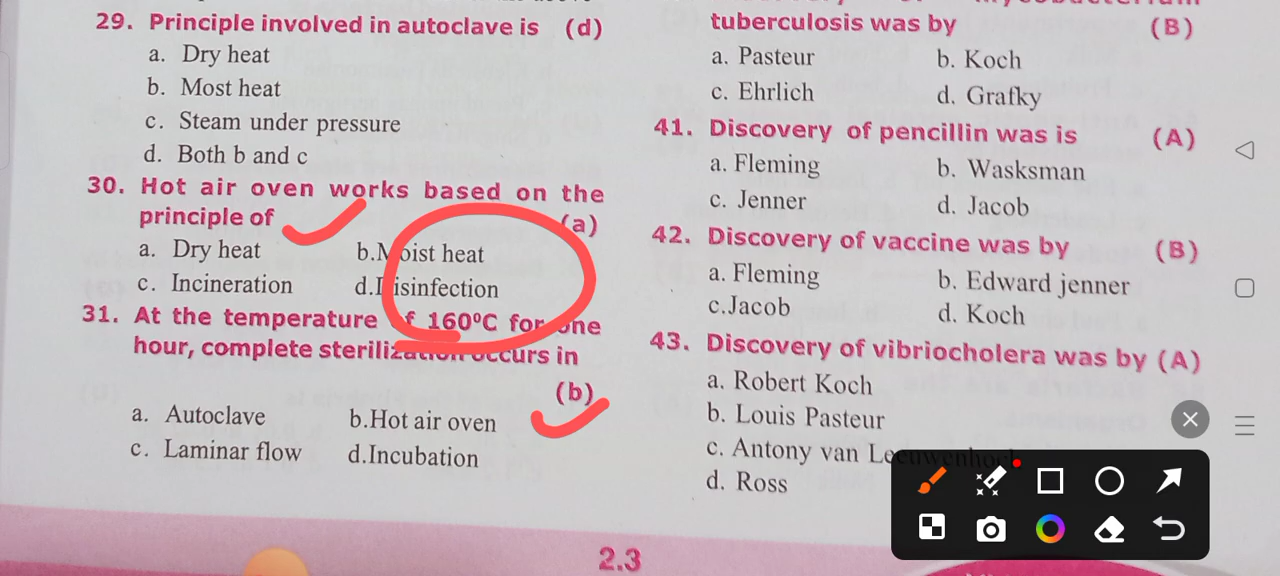 29. Principle involved in autoclave is (d)
a. Dry heat
b. Most heat
c. Steam under pressure
d. Both b and c
30. Hot air oven works based on the
principle of (a)
a. Dry heat b.Moist heat
c. Incineration d.Disinfection
31. At the temperature of 160ºC for one
hour, complete sterilization occurs in
(b)
a. Autoclave b.Hot air oven
c. Laminar flow d.Incubation
tuberculosis was by (B)
a. Pasteur b. Koch
c. Ehrlich d. Grafky
41. Discovery of pencillin was is (A)
a. Fleming b. Wasksman
c. Jenner d. Jacob
42. Discovery of vaccine was by (B)
a. Fleming b. Edward jenner
c.Jacob d. Koch
43. Discovery of vibriocholera was by (A)
a. Robert Koch
b. Louis Pasteur
c. Antony van Leeuwenhock
d. Ross
2.3